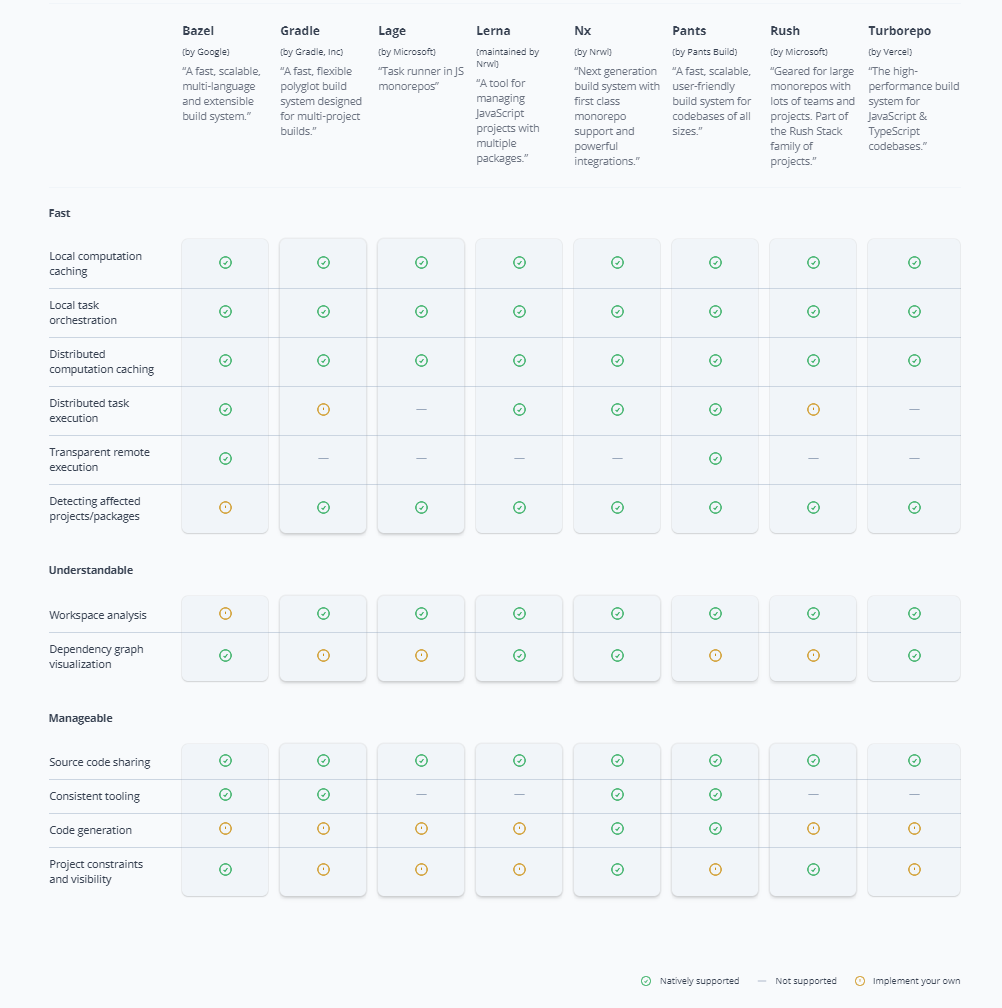 Bazel
(by Google)
“A fast, scalable,
multi-language
and extensible
build system.”
Gradle
(by Gradle, Inc)
“A fast, flexible
polyglot build
system designed
for multi-project
builds.”
Lage
(by Microsoft)
“Task runner in JS
monorepos”
Lerna
(maintained by
Nrwl)
“A tool for
managing
JavaScript
projects with
multiple
packages.”
Nx
(by Nrwl)
“Next generation
build system with
first class
monorepo
support and
powerful
integrations.”
Pants
(by Pants Build)
“A fast, scalable,
user-friendly
build system for
codebases of all
sizes.”
Rush
(by Microsoft)
“Geared for large
monorepos with
lots of teams and
projects. Part of
the Rush Stack
family of
projects.”
Turborepo
(by Vercel)
“The high-
performance build
system for
JavaScript &
TypeScript
codebases.”
Fast
Local computation
caching
Local task
orchestration
Distributed
computation caching
Distributed task
execution
Transparent remote
execution
Detecting affected
projects/packages
Understandable
Workspace analysis
Dependency graph
visualization
Manageable
Source code sharing
Consistent tooling
Code generation
Project constraints
and visibility
Natively supported
Not supported
Implement your own